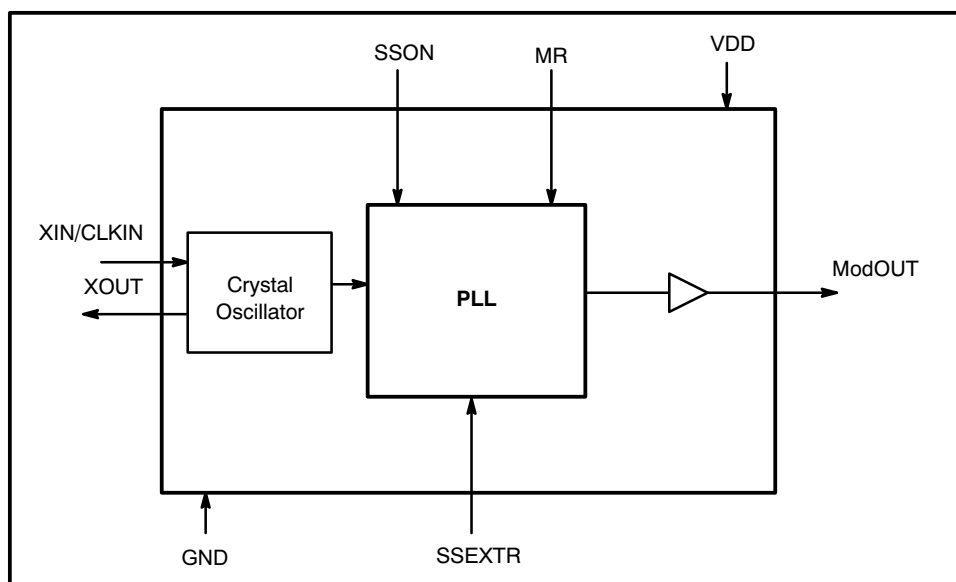 SSON
MR
VDD
XIN/CLKIN
XOUT
Crystal
Oscillator
PLL
ModOUT
GND
SSEXTR